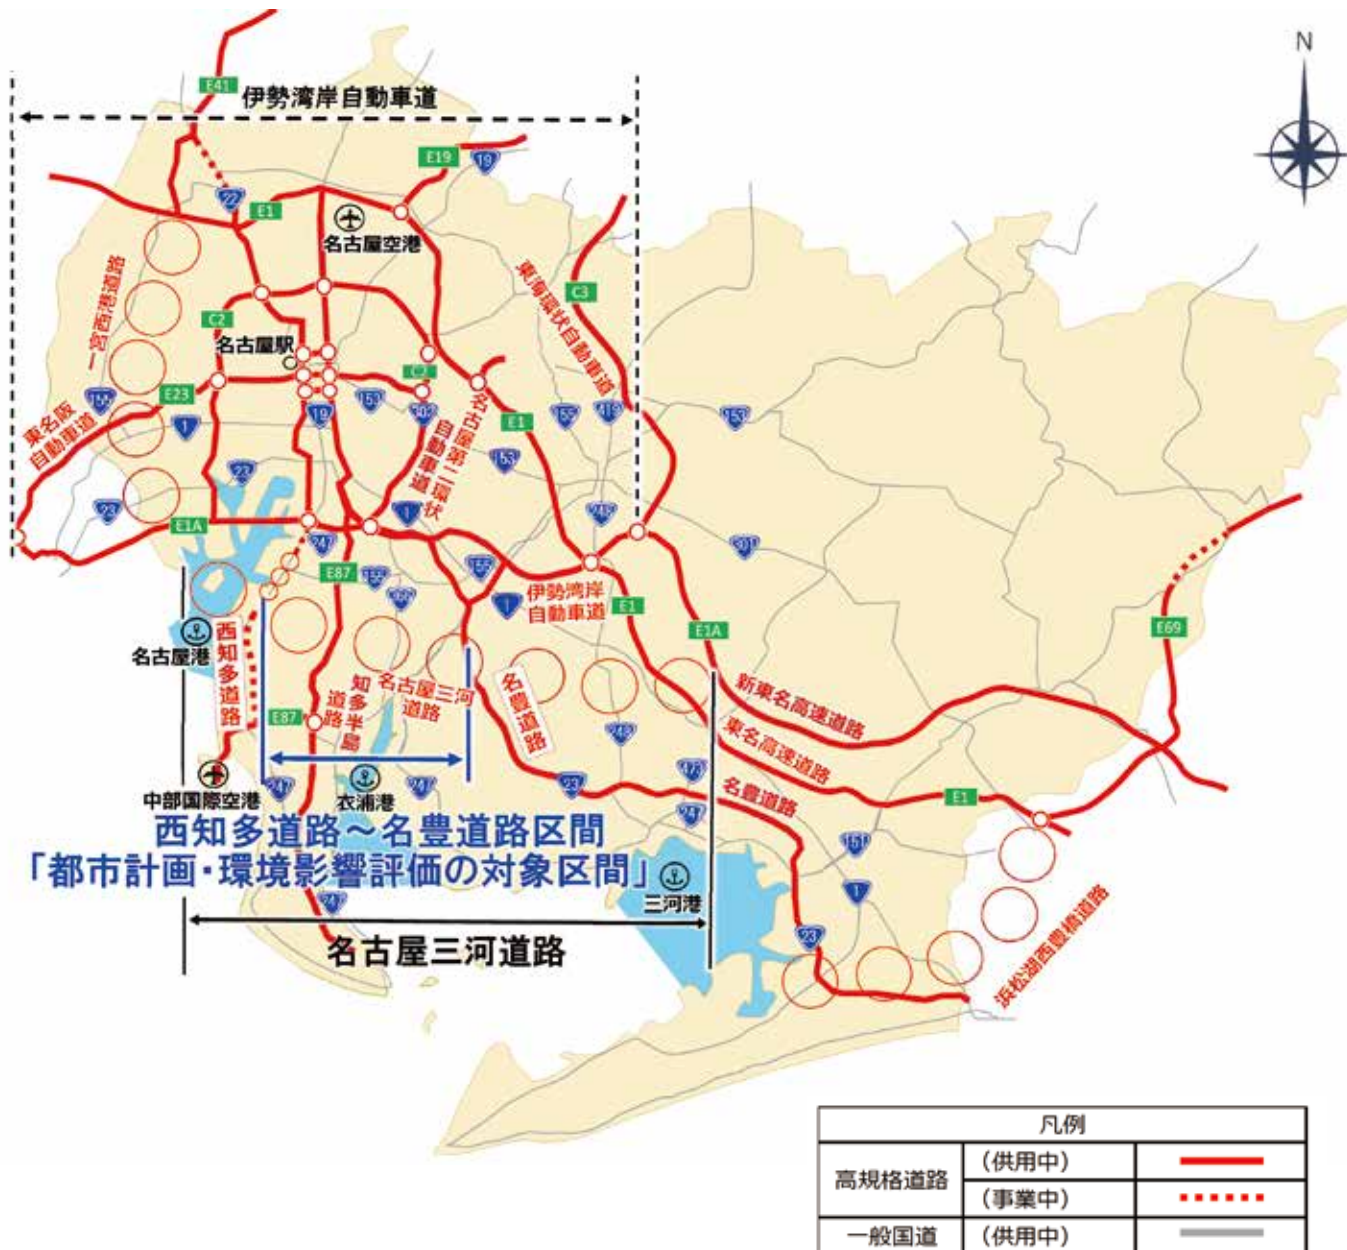 N
E41
伊勢湾岸自動車道
E19
19
22
E1
名古屋空港
一宮西港道路
C2
名古屋駅
東海環状自動車道
C3
E23
155
東名阪
自動車道
1
23
19
153
302
C2
名古屋第二環状
自動車道
E1
153
155
419
153
23
E1A
247
E87
155
1
155
1
248
301
伊勢湾岸
自動車道
E1
E1A
E69
名古屋港
西知多道路
E87
知多半島
道路
名古屋三河
道路
名豊道路
新東名高速道路
東名高速道路
248
473
23
名豊道路
E1
中部国際空港
247
衣浦港
247
247
西知多道路～名豊道路区間
「都市計画・環境影響評価の対象区間」
247
三河港
151
1
23
名古屋三河道路
浜松湖西豊橋道路
凡例
高規格道路
（供用中）
（事業中）
一般国道
（供用中）